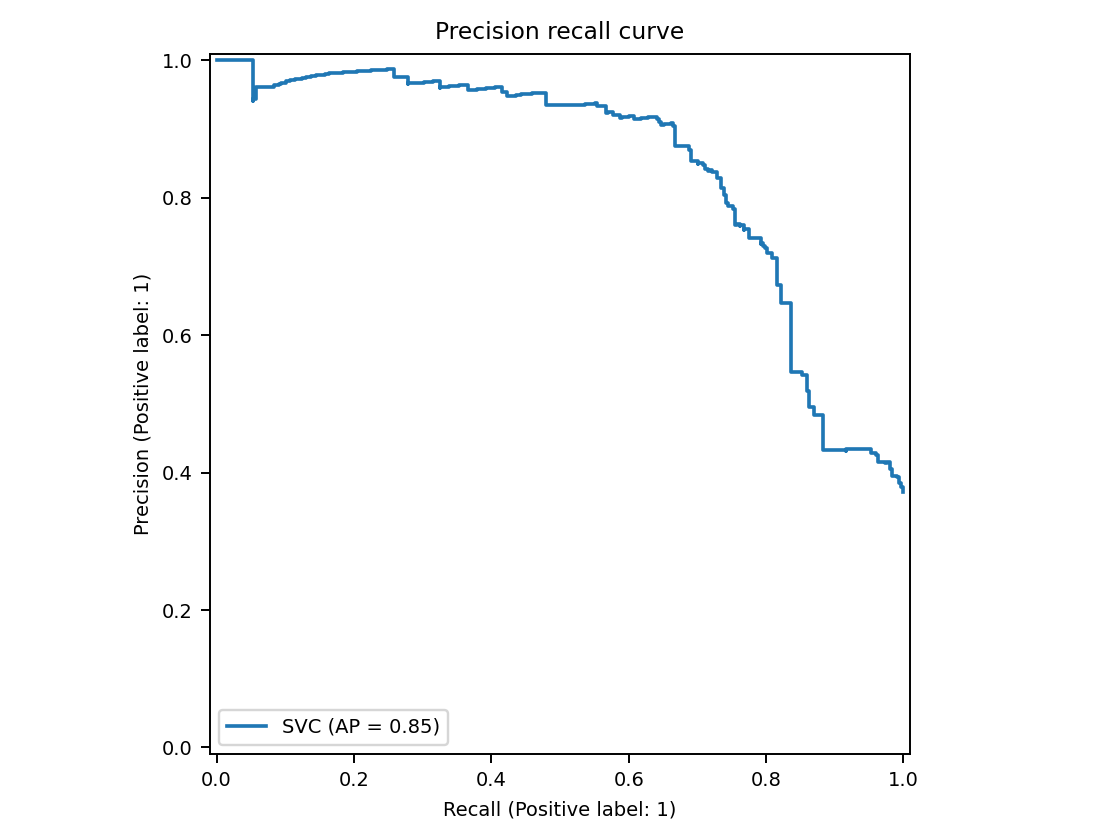 Precision recall curve
1.0
0.8
0.6
0.4
0.2
0.0
Precision (Positive label: 1)
SVC (AP = 0.85)
0.0 0.2 0.4 0.6 0.8 1.0
Recall (Positive label: 1)